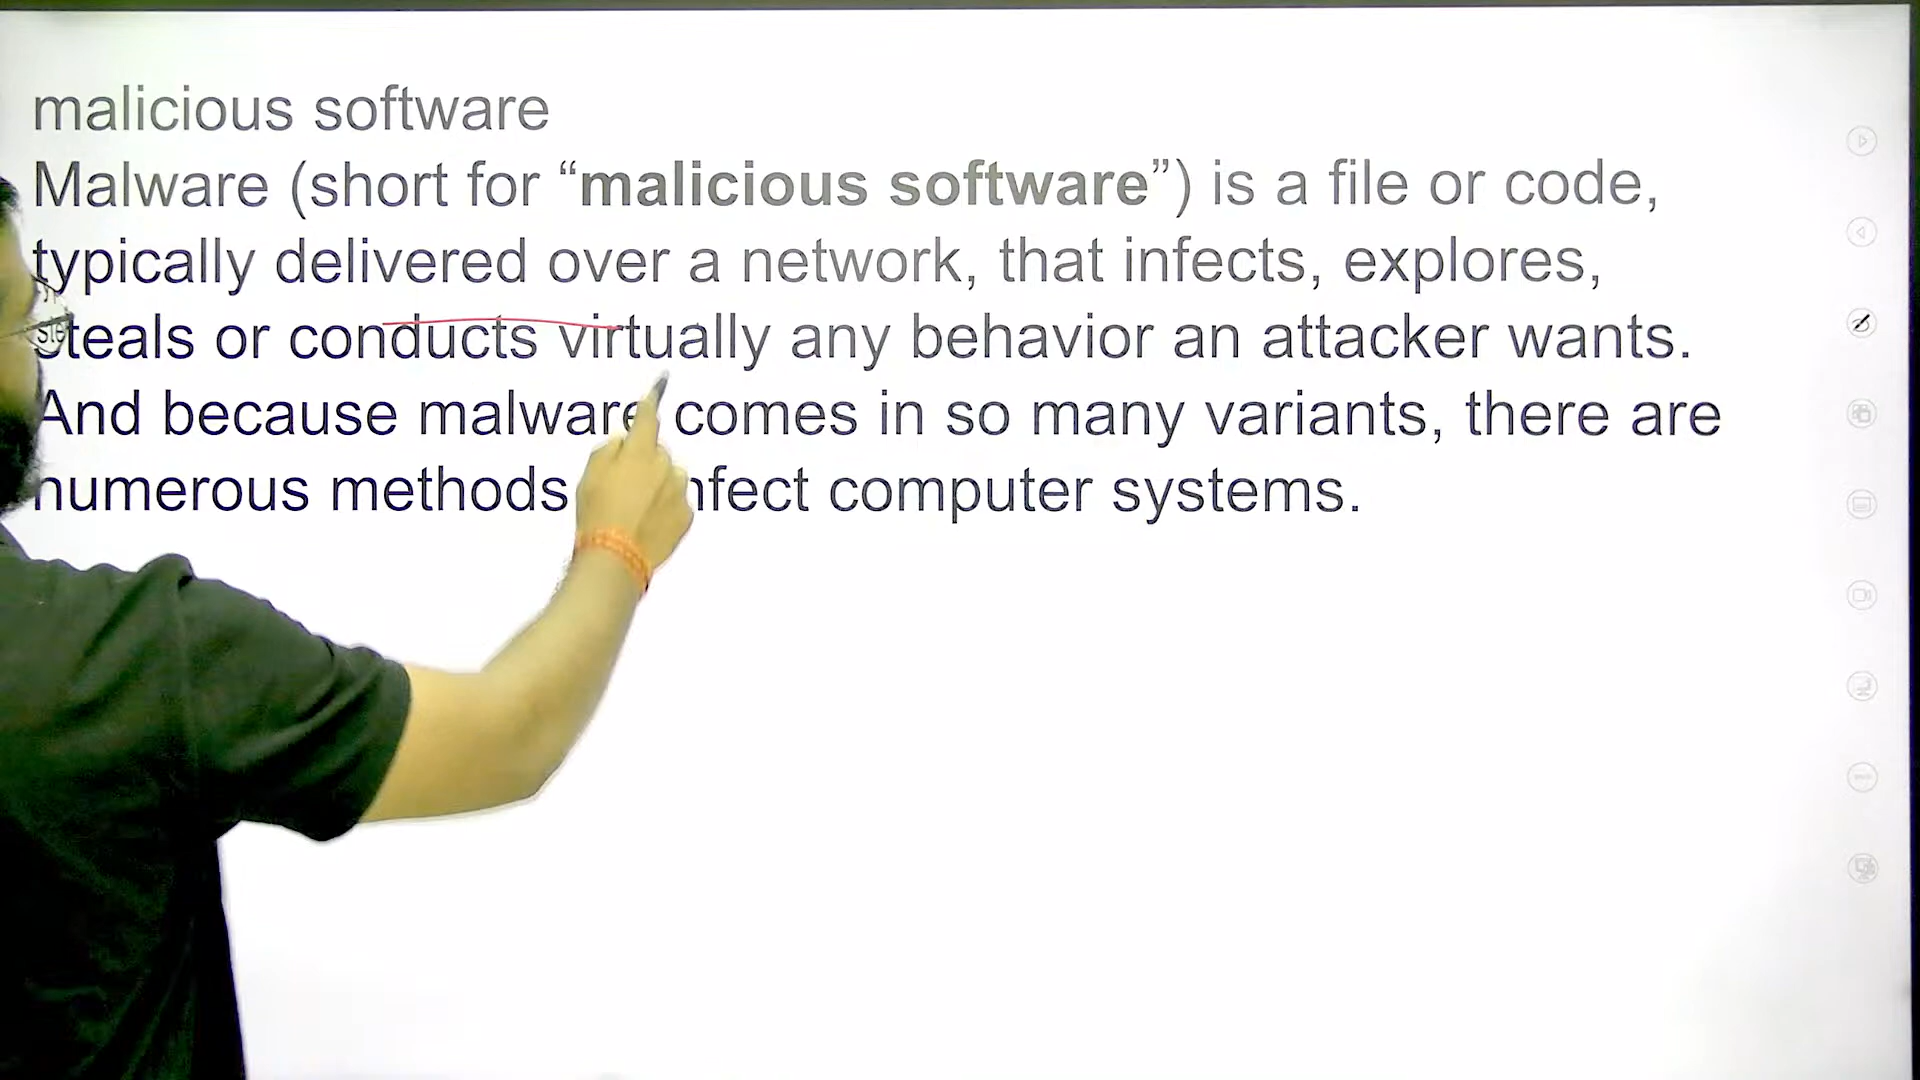 malicious software
Malware (short for “malicious software”) is a file or code,
typically delivered over a network, that infects, explores,
steals or conducts virtually any behavior an attacker wants.
And because malware comes in so many variants, there are
numerous methods infect computer systems.